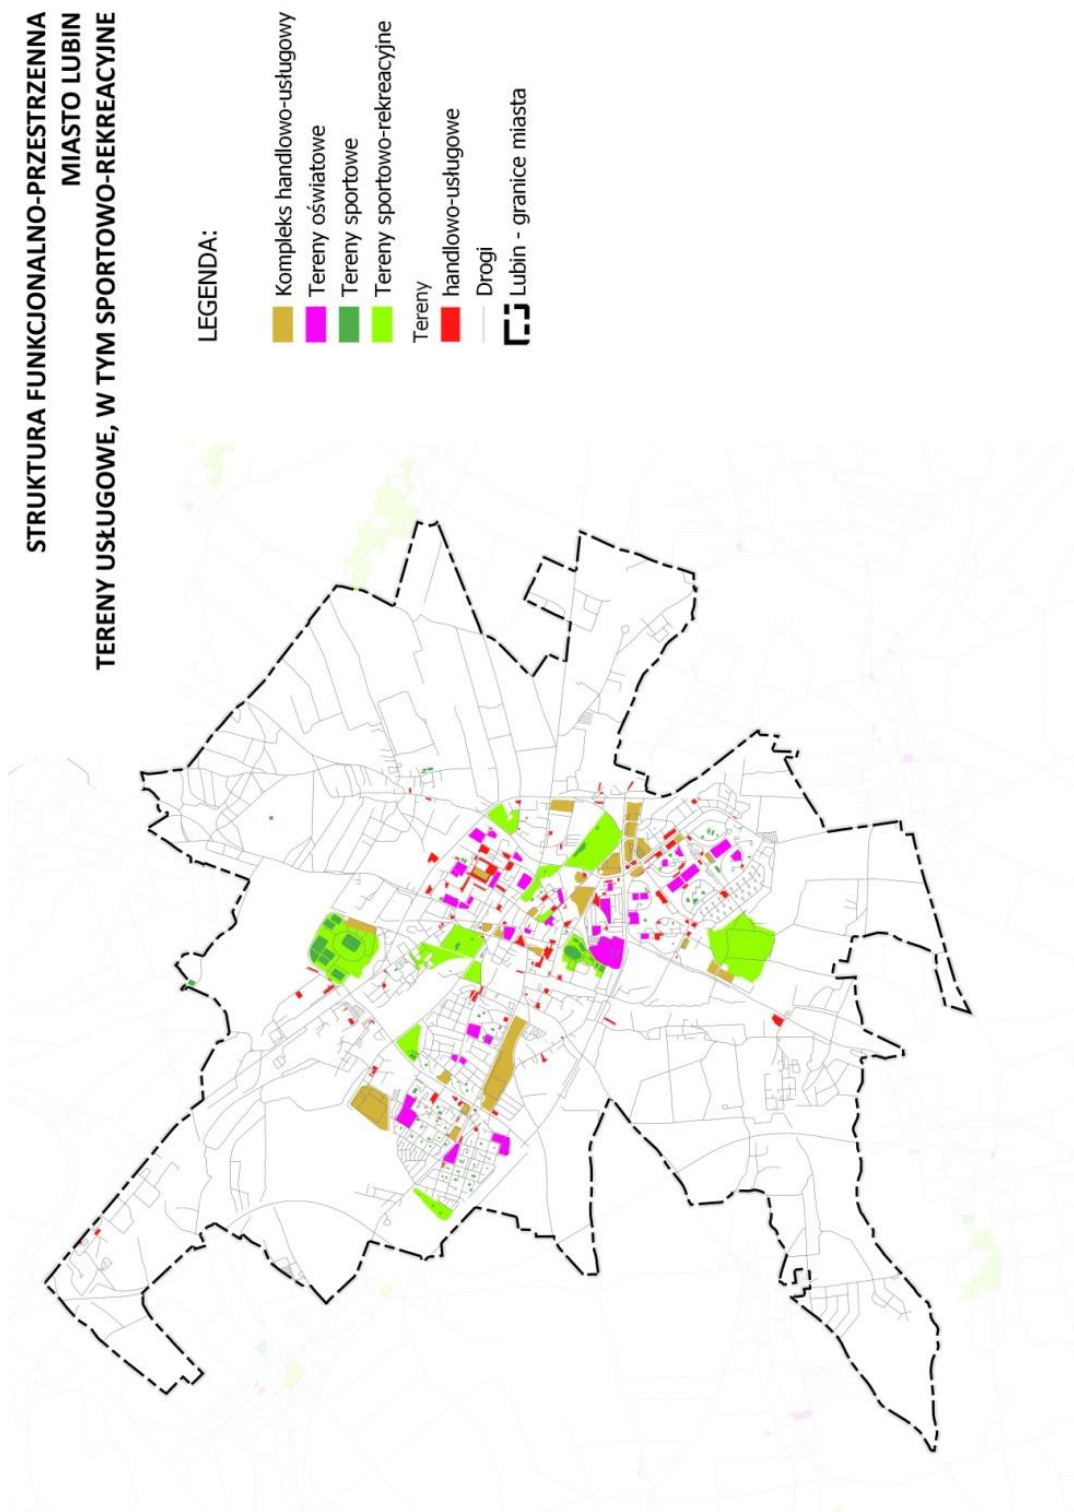 STRUKTURA FUNKCJONALNO-PRZESTRZENNA
MIASTO LUBIN
TERENY USŁUGOWE, W TYM SPORTOWO-REKREACYJNE
LEGENDA:
Kompleks handlowo-usługowy
Tereny oświatowe
Tereny sportowe
Tereny sportowo-rekreacyjne
Tereny
handlowo-usługowe
Drogi
Lubin - granice miasta